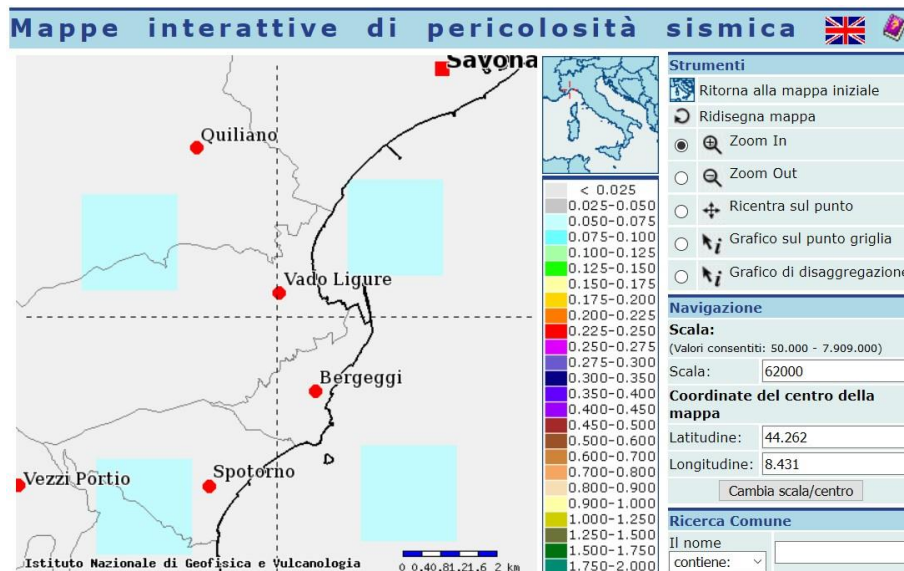 Mappe interattive di pericolosità sismica
Savona
Quiliano
Vado Ligure
Bergeggi
Vezzi Portio
Spotorno
Istituto Nazionale di Geofisica e Vulcanologia
0 0.40.81.21.6 2 km
< 0.025
0.025-0.050
0.050-0.075
0.075-0.100
0.100-0.125
0.125-0.150
0.150-0.175
0.175-0.200
0.200-0.225
0.225-0.250
0.250-0.275
0.275-0.300
0.300-0.350
0.350-0.400
0.400-0.450
0.450-0.500
0.500-0.600
0.600-0.700
0.700-0.800
0.800-0.900
0.900-1.000
1.000-1.250
1.250-1.500
1.500-1.750
1.750-2.000
Strumenti
Ritorna alla mappa iniziale
Ridisegna mappa
Zoom In
Zoom Out
Ricentra sul punto
Grafico sul punto griglia
Grafico di disaggregazione
Navigazione
Scala:
(Valori consentiti: 50.000 - 7.909.000)
Scala: 62000
Coordinate del centro della
mappa
Latitudine: 44.262
Longitudine: 8.431
Cambia scala/centro
Ricerca Comune
Il nome
contiene: